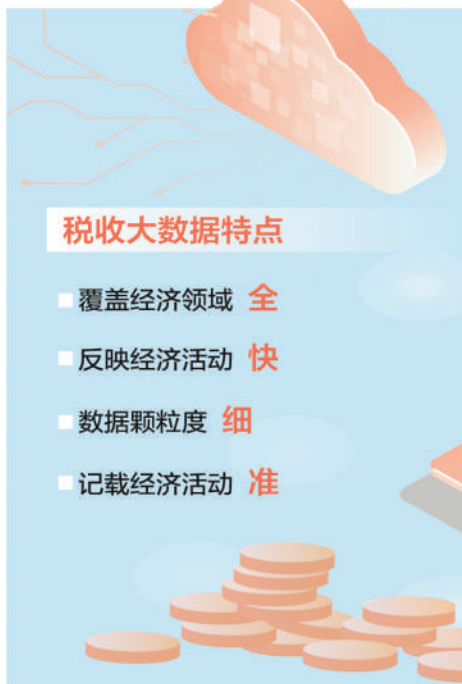 税收大数据特点
覆盖经济领域 全
反映经济活动 快
数据颗粒度 细
记载经济活动 准